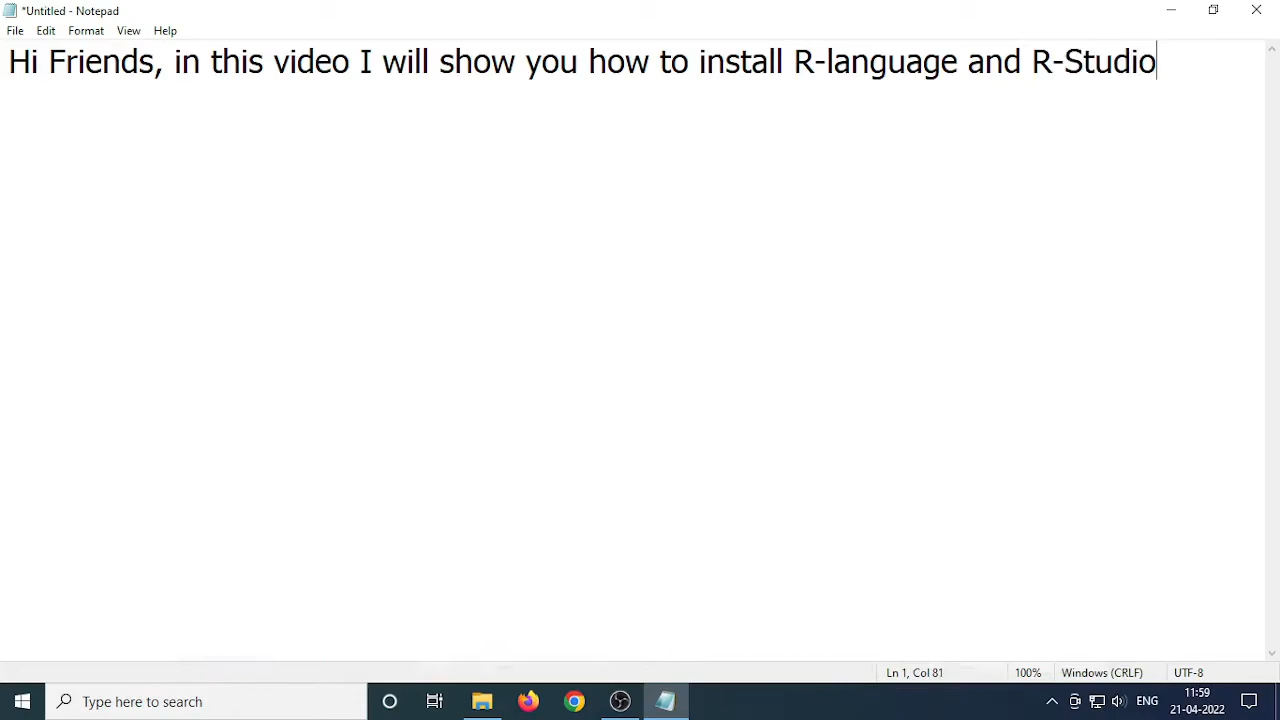 *Untitled - Notepad
File Edit Format View Help
Hi Friends, in this video I will show you how to install R-language and R-Studio
Ln 1, Col 81 100% Windows (CRLF) UTF-8
Type here to search
ENG
11:59
21-04-2022